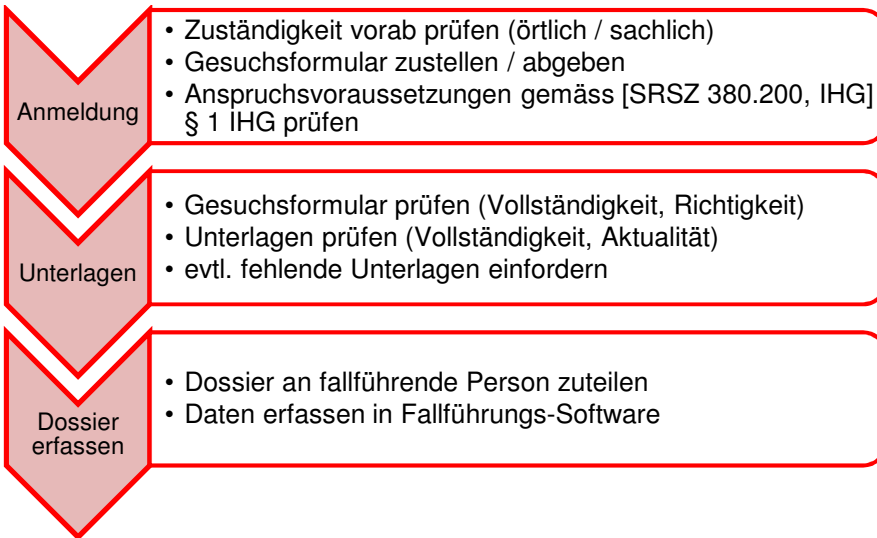 Anmeldung
• Zuständigkeit vorab prüfen (örtlich / sachlich)
• Gesuchsformular zustellen / abgeben
• Anspruchsvoraussetzungen gemäss [SRSZ 380.200, IHG]
§ 1 IHG prüfen
Unterlagen
• Gesuchsformular prüfen (Vollständigkeit, Richtigkeit)
• Unterlagen prüfen (Vollständigkeit, Aktualität)
• evtl. fehlende Unterlagen einfordern
Dossier
erfassen
• Dossier an fallführende Person zuteilen
• Daten erfassen in Fallführungs-Software